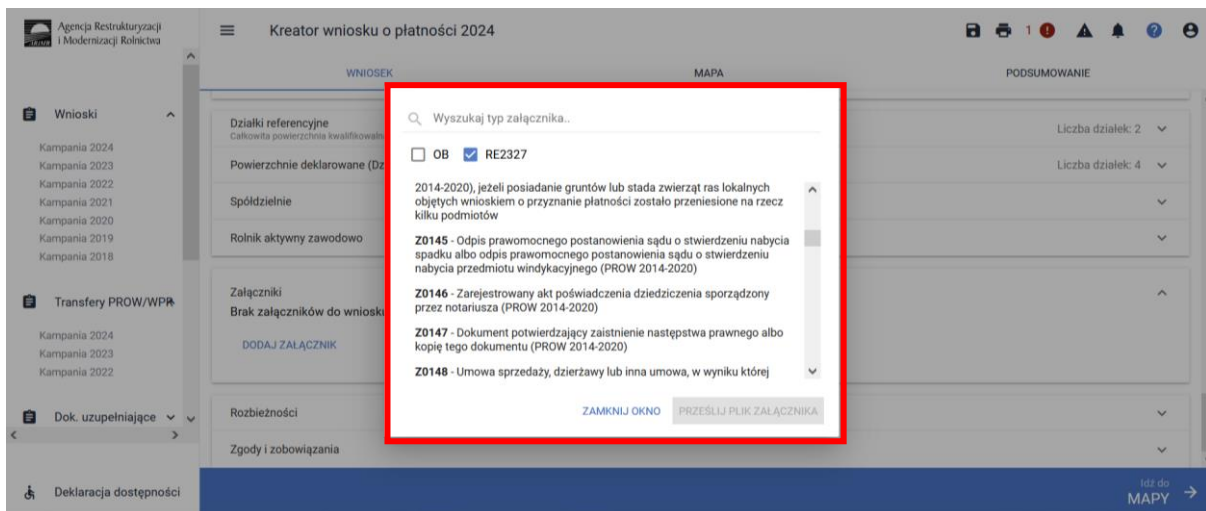 Agencja Restrukturyzacji
i Modernizacji Rolnictwa
Kreator wniosku o płatności 2024
1
WNIOSEK
MAPA
PODSUMOWANIE
Wnioski
Kampania 2024
Kampania 2023
Kampania 2022
Kampania 2021
Kampania 2020
Kampania 2019
Kampania 2018
Transfery PROW/WPR
Kampania 2024
Kampania 2023
Kampania 2022
Dok. uzupełniające
Deklaracja dostępności
Działki referencyjne
Całkowita powierzchnia
Liczba działek: 2
Powierzchnie deklarowane
Liczba działek: 4
Spółdzielnie
Rolnik aktywny zawodowo
Załączniki
Brak załączników do
DODAJ ZAŁĄCZNIK
Rozbieżności
Zgody i zobowiązania
Wyszukaj typ załącznika..
OB RE2327
2014-2020), jeżeli posiadanie gruntów lub stada zwierząt ras lokalnych
objętych wnioskiem o przyznanie płatności zostało przeniesione na rzecz
kilku podmiotów
Z0145 - Odpis prawomocnego postanowienia sądu o stwierdzeniu nabycia
spadku albo odpis prawomocnego postanowienia sądu o stwierdzeniu
nabycia przedmiotu windykacyjnego (PROW 2014-2020)
Z0146 - Zarejestrowany akt poświadczenia dziedziczenia sporządzony
przez notariusza (PROW 2014-2020)
Z0147 - Dokument potwierdzający zaistnienie następstwa prawnego albo
kopię tego dokumentu (PROW 2014-2020)
Z0148 - Umowa sprzedaży, dzierżawy lub inna umowa, w wyniku której
ZAMKNIJ OKNO
PRZEŚLIJ PLIK ZAŁĄCZNIKA
Idź do
MAPY